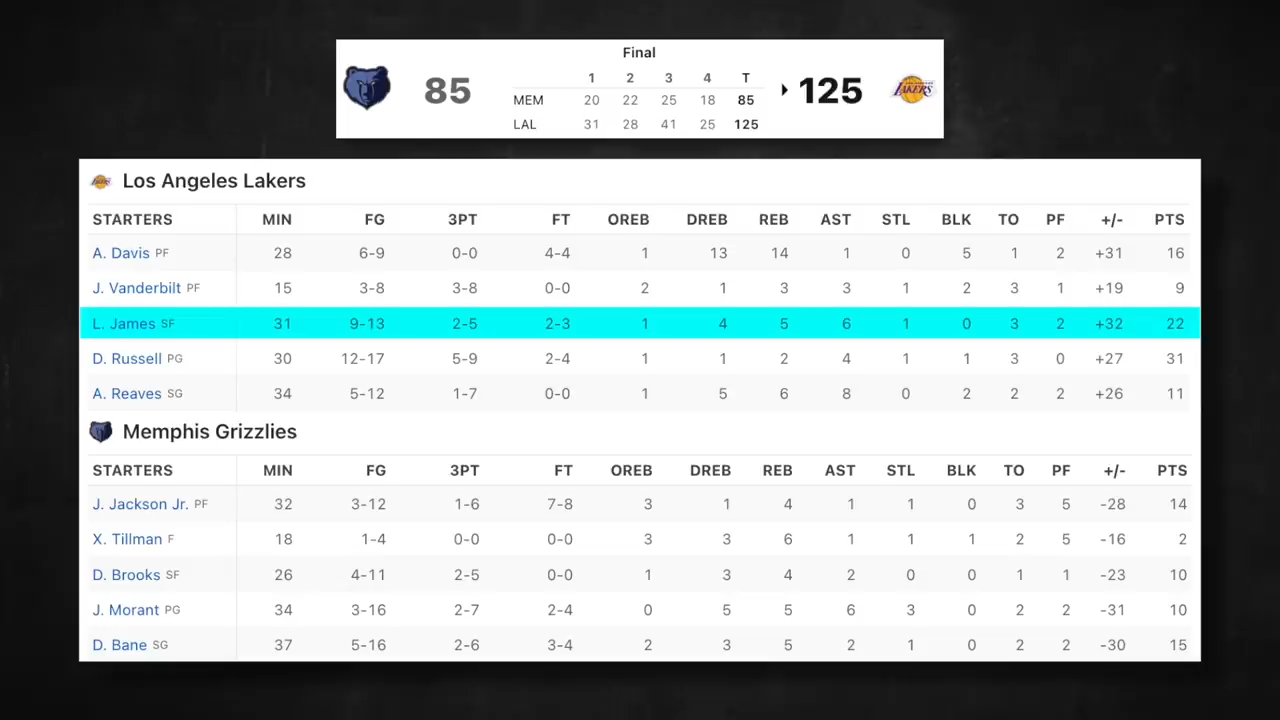 Final
1 2 3 4 T
MEM 20 22 25 18 85
LAL 31 28 41 25 125
85
125
LAKERS
Los Angeles Lakers
STARTERS MIN FG 3PT FT OREB DREB REB AST STL BLK TO PF +/- PTS
A. Davis PF 28 6-9 0-0 4-4 1 13 14 1 0 5 1 2 +31 16
J. Vanderbilt PF 15 3-8 3-8 0-0 2 1 3 3 1 2 3 1 +19 9
L. James SF 31 9-13 2-5 2-3 1 4 5 6 1 0 3 2 +32 22
D. Russell PG 30 12-17 5-9 2-4 1 1 2 4 1 1 3 0 +27 31
A. Reaves SG 34 5-12 1-7 0-0 1 5 6 8 0 2 2 2 +26 11
Memphis Grizzlies
STARTERS MIN FG 3PT FT OREB DREB REB AST STL BLK TO PF +/- PTS
J. Jackson Jr. PF 32 3-12 1-6 7-8 3 1 4 1 1 0 3 5 -28 14
X. Tillman F 18 1-4 0-0 0-0 3 3 6 1 1 1 2 5 -16 2
D. Brooks SF 26 4-11 2-5 0-0 1 3 4 2 0 0 1 1 -23 10
J. Morant PG 34 3-16 2-7 2-4 0 5 5 6 3 0 2 2 -31 10
D. Bane SG 37 5-16 2-6 3-4 2 3 5 2 1 0 2 2 -30 15